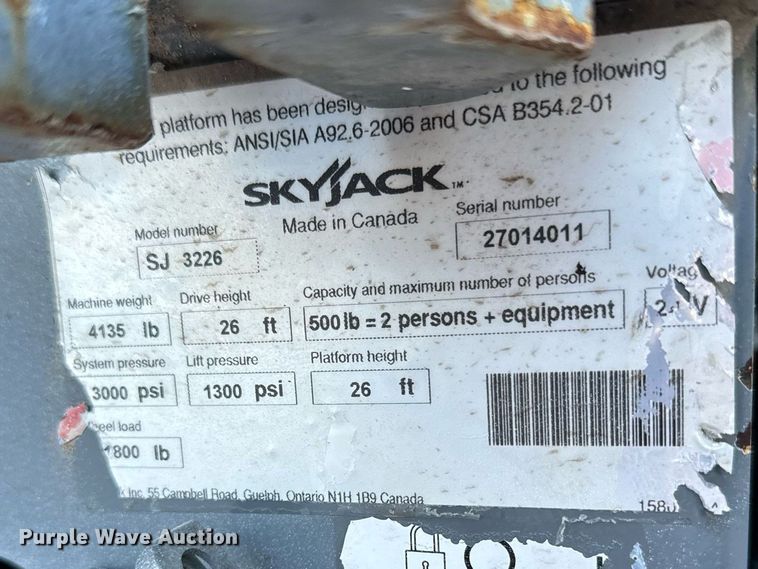 platform has been to the following
requirements: ANSI/SIA A92.6-2006 and CSA B354.2-01
SKYJACK™
Made in Canada
Serial number
27014011
Model number
SJ 3226
Machine weight
4135 lb
Drive height
26 ft
Capacity and maximum number of persons
500 lb = 2 persons + equipment
V
System pressure
3000 psi
Lift pressure
1300 psi
Platform height
26 ft
load
lb
Inc, 55 Campbell Road, Guelph, Ontario N1H 1B9 Canada
Purple Wave Auction